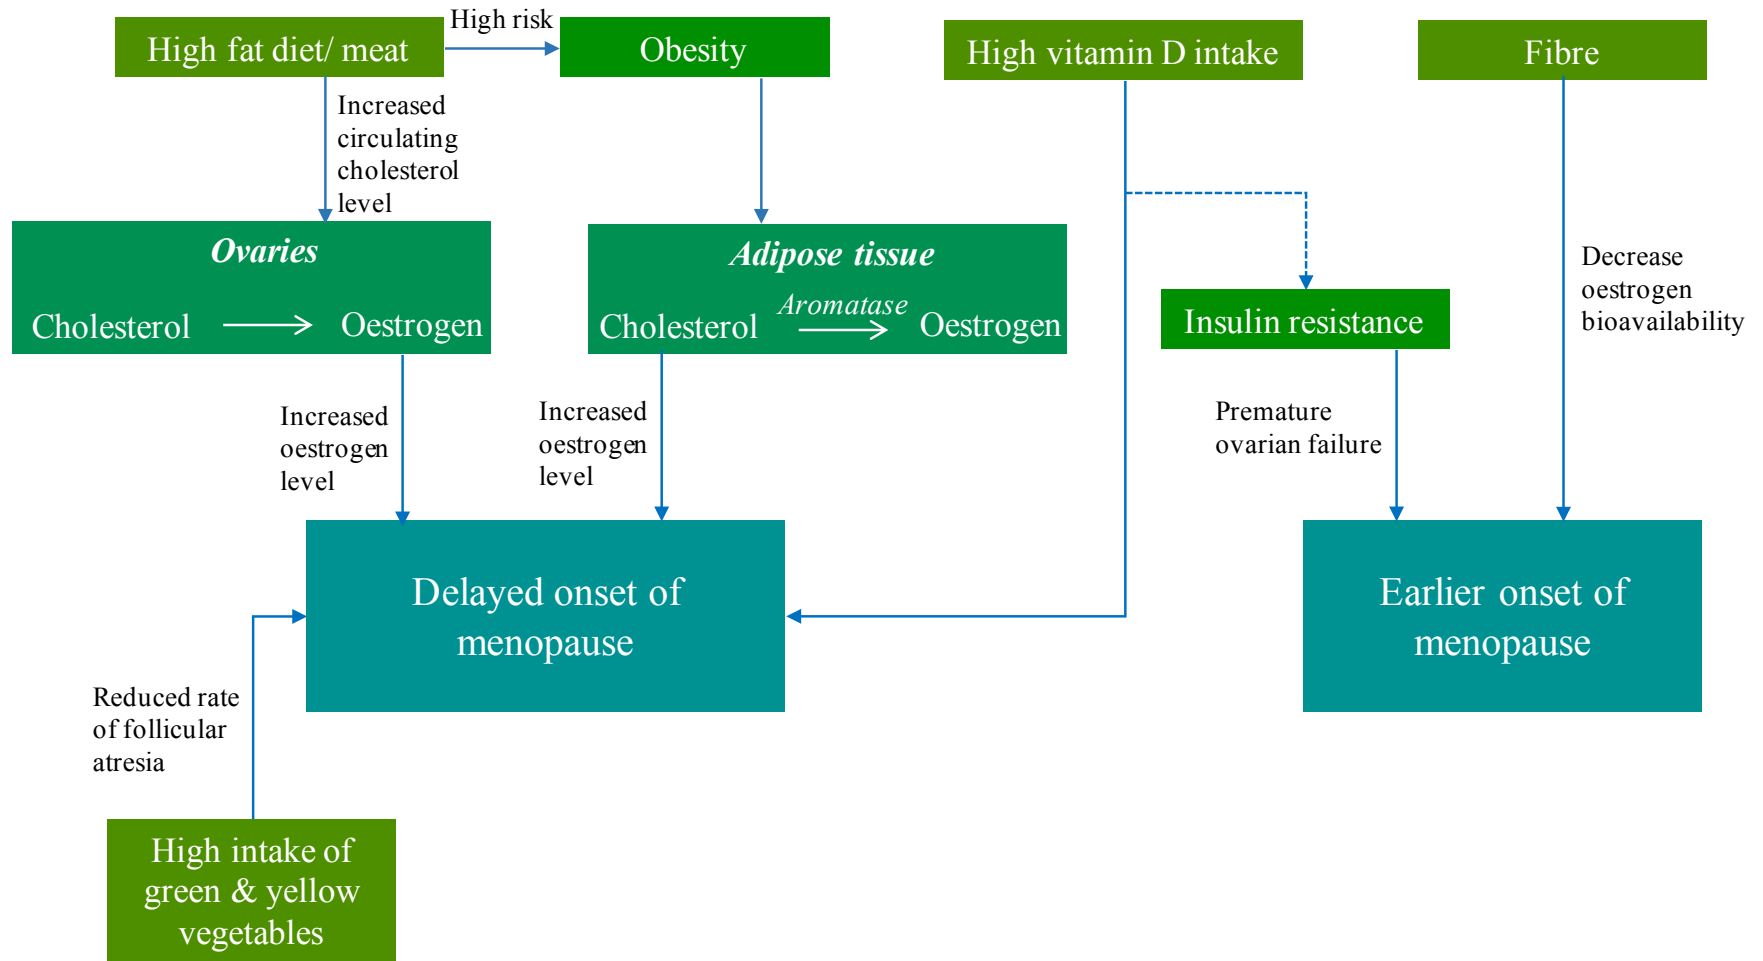 High risk
High fat diet/ meat
Obesity
High vitamin D intake
Fibre
Increased
circulating
cholesterol
level
Ovaries
Cholesterol
Oestrogen
Adipose tissue
Aromatase
Cholesterol
Oestrogen
Insulin resistance
Decrease
oestrogen
bioavailability
Increased
oestrogen
level
Increased
oestrogen
level
Premature
ovarian failure
Delayed onset of
menopause
Earlier onset of
menopause
Reduced rate
of follicular
atresia
High intake of
green & yellow
vegetables